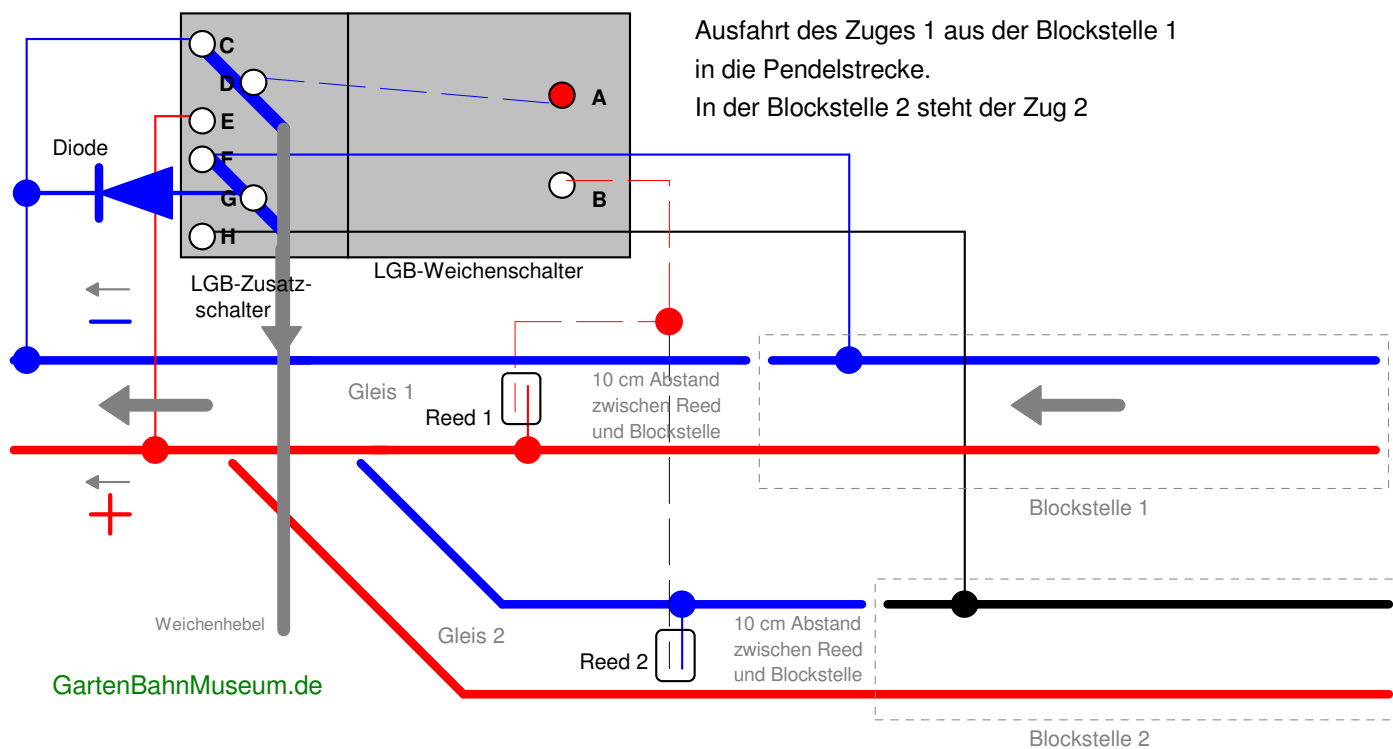 Ausfahrt des Zuges 1 aus der Blockstelle 1
in die Pendelstrecke.
In der Blockstelle 2 steht der Zug 2
C
D
E
F
G
H
A
B
Diode
LGB-Zusatz-
schalter
LGB-Weichenschalter
Gleis 1
Reed 1
10 cm Abstand
zwischen Reed
und Blockstelle
Blockstelle 1
Weichenhebel
Gleis 2
Reed 2
10 cm Abstand
zwischen Reed
und Blockstelle
GartenBahnMuseum.de
Blockstelle 2